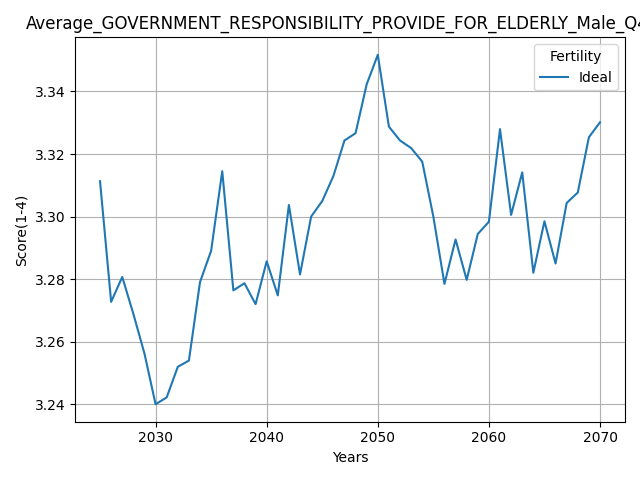 Average_GOVERNMENT_RESPONSIBILITY_PROVIDE_FOR_ELDERLY_Male_Q4
Fertility
Ideal
Score(1-4)
3.34
3.32
3.30
3.28
3.26
3.24
2030 2040 2050 2060 2070
Years